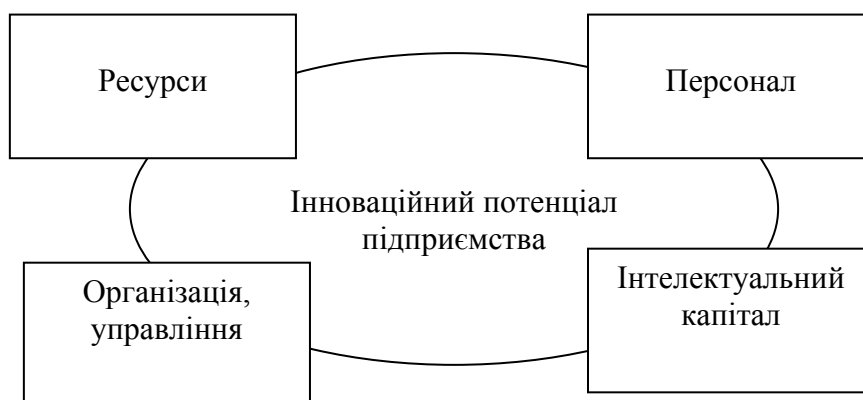 Ресурси
Персонал
Інноваційний потенціал
підприємства
Організація,
управління
Інтелектуальний
капітал